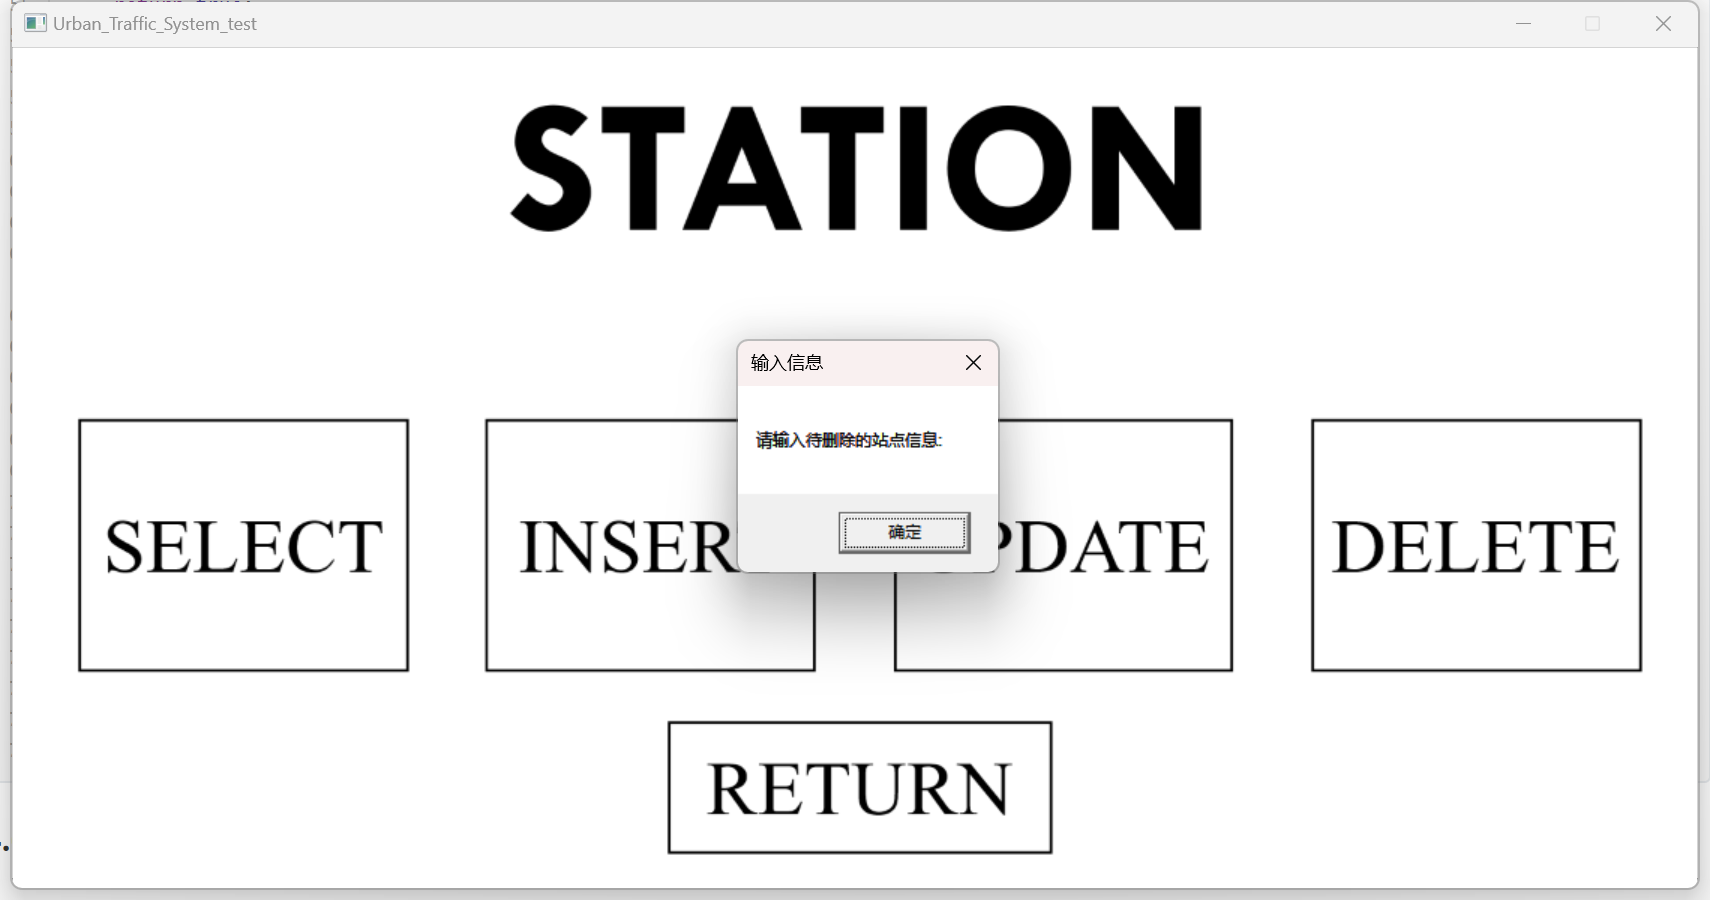 Urban_Traffic_System_test
STATION
输入信息
请输入待删除的站点信息:
确定
SELECT
INSER
PDATE
DELETE
RETURN